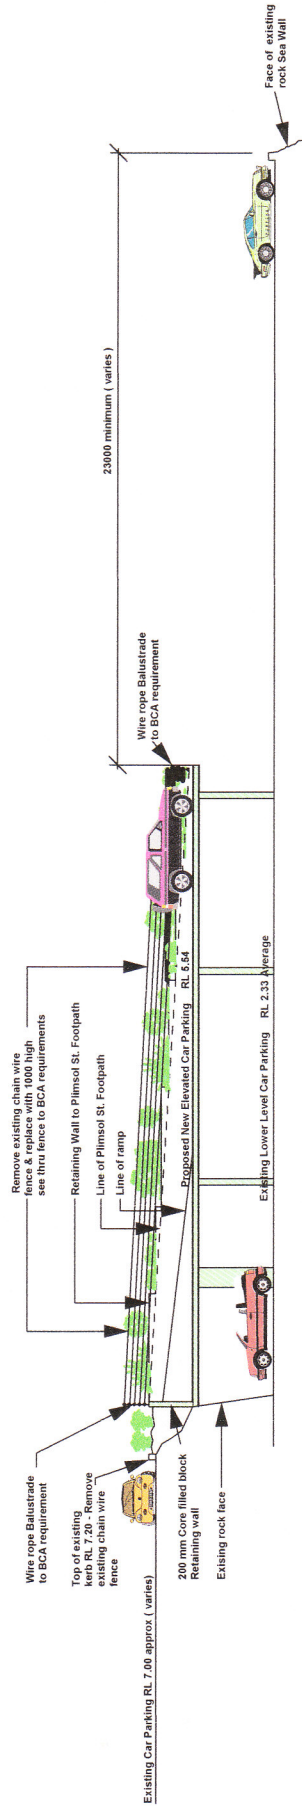 Wire rope Balustrade
to BCA requirement
Remove existing chain wire
fence & replace with 1000 high
see thru fence to BCA requirements
Top of existing
kerb RL 7.20 - Remove
existing chain wire
fence
Retaining Wall to Plimsol St. Footpath
Line of Plimsol St. Footpath
Line of ramp
23000 minimum ( varies )
Wire rope Balustrade
to BCA requirement
Face of existing
rock Sea Wall
Existing Car Parking RL 7.00 approx ( varies )
200 mm Core filled block
Retaining wall
Exising rock face
Proposed New Elevated Car Parking RL 5.54
Existing Lower Level Car Parking RL 2.33 Average